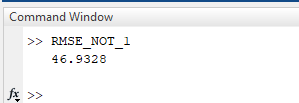 Command Window
>> RMSE_NOT_1
46.9328
fx >>